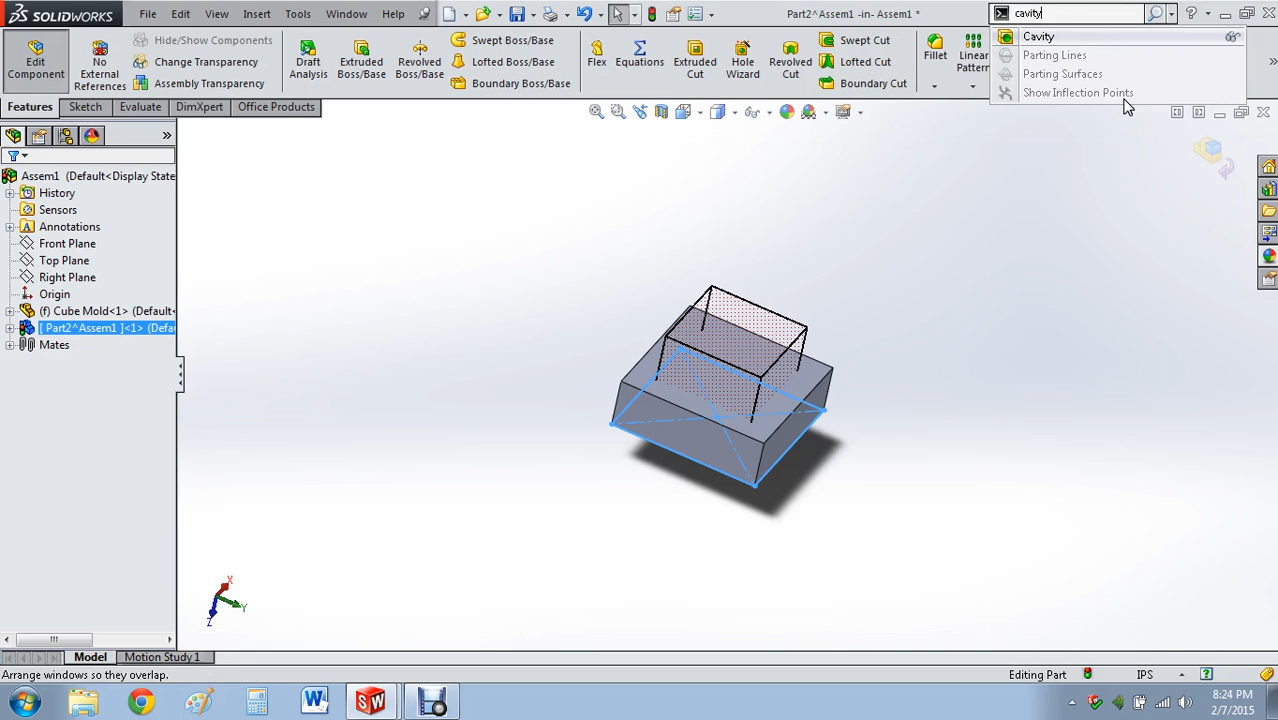 SOLIDWORKS File Edit View Insert Tools Window Help Part2^Assem1 -in- Assem1 * cavity
Cavity
Parting Lines
Parting Surfaces
Show Inflection Points
Edit Component
No External References
Hide/Show Components
Change Transparency
Assembly Transparency
Draft Analysis
Extruded Boss/Base
Revolved Boss/Base
Swept Boss/Base
Lofted Boss/Base
Boundary Boss/Base
Flex
Equations
Extruded Cut
Hole Wizard
Revolved Cut
Swept Cut
Lofted Cut
Boundary Cut
Fillet
Linear Pattern
Features Sketch Evaluate DimXpert Office Products
Assem1 (Default<Display State
History
Sensors
Annotations
Front Plane
Top Plane
Right Plane
Origin
(f) Cube Mold<1> (Default<
[ Part2^Assem1 ]<1> (Defa
Mates
X
Y
Z
Model Motion Study 1
Arrange windows so they overlap. Editing Part IPS
8:24 PM
2/7/2015